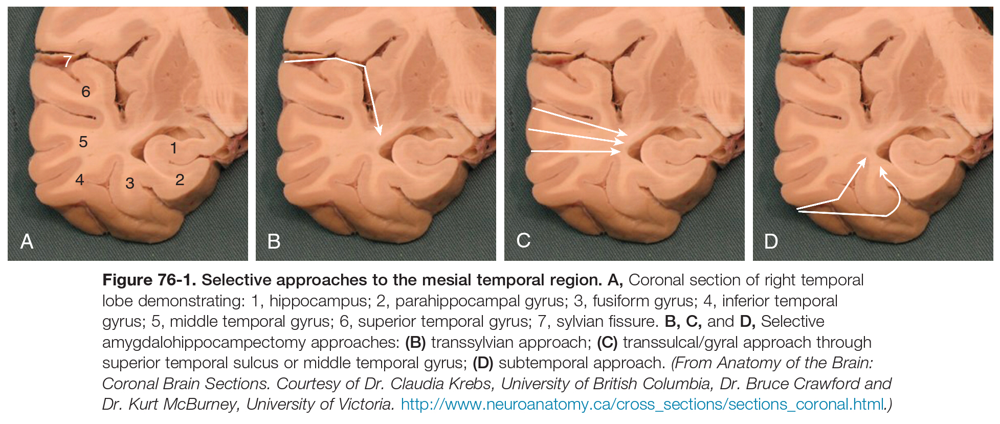 7
6
5
1
4
3
2
A
B
C
D
Figure 76-1. Selective approaches to the mesial temporal region. A, Coronal section of right temporal
lobe demonstrating: 1, hippocampus; 2, parahippocampal gyrus; 3, fusiform gyrus; 4, inferior temporal
gyrus; 5, middle temporal gyrus; 6, superior temporal gyrus; 7, sylvian fissure. B, C, and D, Selective
amygdalohippocampectomy approaches: (B) transsylvian approach; (C) transsulcal/gyral approach through
superior temporal sulcus or middle temporal gyrus; (D) subtemporal approach. (From Anatomy of the Brain:
Coronal Brain Sections. Courtesy of Dr. Claudia Krebs, University of British Columbia, Dr. Bruce Crawford and
Dr. Kurt McBurney, University of Victoria. http://www.neuroanatomy.ca/cross_sections/sections_coronal.html.)